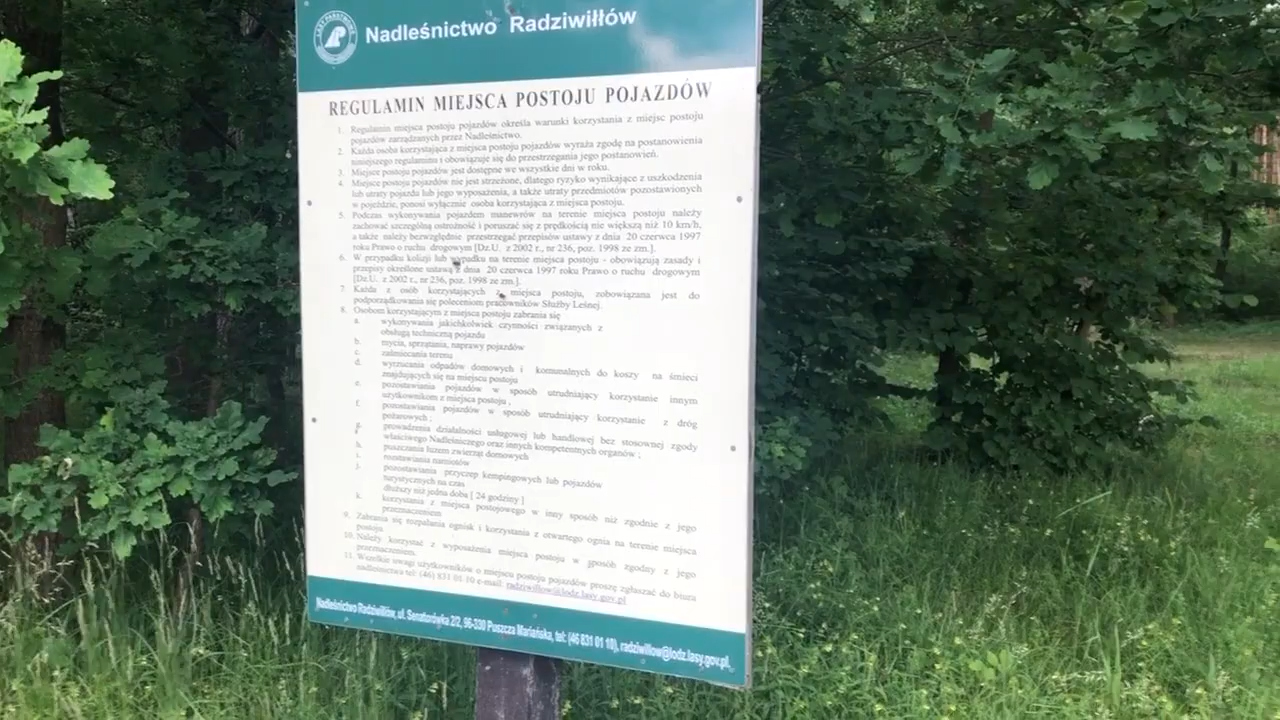 LASY PAŃSTWOWE
Nadleśnictwo Radziwiłłów
REGULAMIN MIEJSCA POSTOJU POJAZDÓW
1. Regulamin miejsca postoju pojazdów określa warunki korzystania z miejsc postoju
pojazdów zarządzanych przez Nadleśnictwo.
2. Każda osoba korzystająca z miejsca postoju pojazdów wyraża zgodę na postanowienia
niniejszego regulaminu i obowiązuje się do przestrzegania jego postanowień.
3. Miejsce postoju pojazdów jest dostępne we wszystkie dni w roku.
4. Miejsce postoju pojazdów nie jest strzeżone, dlatego ryzyko wynikające z uszkodzenia
lub utraty pojazdu lub jego wyposażenia, a także utraty przedmiotów pozostawionych
w pojeździe, ponosi wyłącznie osoba korzystająca z miejsca postoju.
5. Podczas wykonywania pojazdem manewrów na terenie miejsca postoju należy
zachować szczególną ostrożność i poruszać się z prędkością nie większą niż 10 km/h,
a także należy bezwzględnie przestrzegać przepisów ustawy z dnia 20 czerwca 1997
roku Prawo o ruchu drogowym [Dz.U. z 2002 r., nr 236, poz. 1998 ze zm.].
6. W przypadku kolizji lub wypadku na terenie miejsca postoju - obowiązują zasady i
przepisy określone ustawą z dnia 20 czerwca 1997 roku Prawo o ruchu drogowym
[Dz.U. z 2002 r., nr 236, poz. 1998 ze zm.].
7. Każda z osób korzystających z miejsca postoju, zobowiązana jest do
podporządkowania się poleceniom pracowników Służby Leśnej.
8. Osobom korzystającym z miejsca postoju zabrania się
a. wykonywania jakichkolwiek czynności związanych z
obsługą techniczną pojazdu
b. mycia, sprzątania, naprawy pojazdów
c. zaśmiecania terenu
d. wyrzucania odpadów domowych i komunalnych do koszy na śmieci
znajdujących się na miejscu postoju
e. pozostawiania pojazdów w sposób utrudniający korzystanie innym
użytkownikom z miejsca postoju ,
f. pozostawiania pojazdów w sposób utrudniający korzystanie z dróg
pożarowych ;
g. prowadzenia działalności usługowej lub handlowej bez stosownej zgody
właściwego Nadleśniczego oraz innych kompetentnych organów ;
h. puszczania luzem zwierząt domowych
i. rozstawiania namiotów
j. pozostawiania przyczep kempingowych lub pojazdów
turystycznych na czas
dłuższy niż jedna doba [ 24 godziny ]
k. korzystania z miejsca postojowego w inny sposób niż zgodnie z jego
przeznaczeniem
9. Zabrania się rozpalania ognisk i korzystania z otwartego ognia na terenie miejsca
postoju.
10. Należy korzystać z wyposażenia miejsca postoju w sposób zgodny z jego
przeznaczeniem.
11. Wszelkie uwagi użytkowników o miejscu postoju pojazdów proszę zgłaszać do biura
nadleśnictwa tel: (46) 831 01 10 e-mail: radziwillow@lodz.lasy.gov.pl
Nadleśnictwo Radziwiłłów, ul. Senatorówka 2/2, 96-330 Puszcza Mariańska, tel: (46 831 01 10), radziwillow@lodz.lasy.gov.pl,